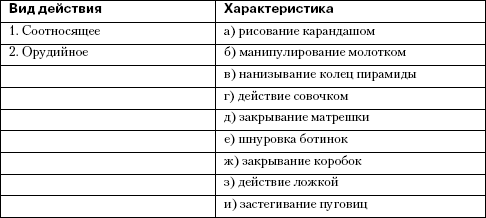 Вид действия Характеристика
1. Соотносящее а) рисование карандашом
2. Орудийное б) манипулирование молотком
в) нанизывание колец пирамиды
г) действие совочком
д) закрывание матрешки
е) шнуровка ботинок
ж) закрывание коробок
з) действие ложкой
и) застегивание пуговиц